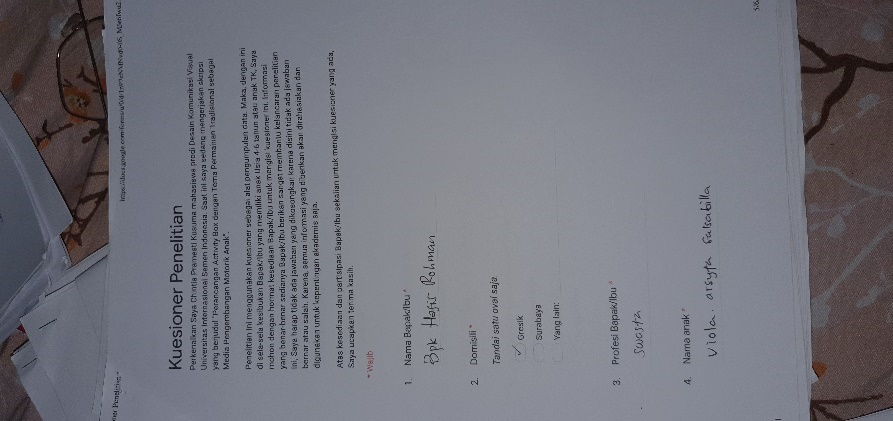 Kuesioner Penelitian
Perkenalkan Saya Chintia Pramesti Kusuma mahasiswa prodi Desain Komunikasi Visual
Universitas Internasional Semen Indonesia. Saat ini saya sedang mengerjakan skripsi
yang berjudul "Perancangan Activity Box dengan Tema Permainan Tradisional sebagai
Media Pengembangan Motorik Anak".
Penelitian ini menggunakan kuesioner sebagai alat pengumpulan data. Maka, dengan ini
di sela-sela kesibukan Bapak/Ibu yang memiliki anak Usia 4-6 tahun atau anak TK, Saya
mohon dengan hormat kesediaan Bapak/Ibu untuk mengisi kuesioner ini. Informasi
yang benar-benar sedianya Bapak/Ibu berikan sangat membantu kelancaran penelitian
ini. Saya harap tidak ada jawaban yang dikosongkan karena disini tidak ada jawaban
benar atau salah. Karena, semua informasi yang diberikan akan dirahasiakan dan
digunakan untuk kepentingan akademis saja.
Atas kesediaan dan partisipasi Bapak/Ibu sekalian untuk mengisi kuesioner yang ada,
Saya ucapkan terima kasih.
* Wajib
1. Nama Bapak/Ibu *
Bpk Hafir Rohman
2. Domisili *
Tandai satu oval saja.
Gresik
Surabaya
Yang lain:
3. Profesi Bapak/Ibu *
swasta
4. Nama anak *
Viola arsyta salsabilla